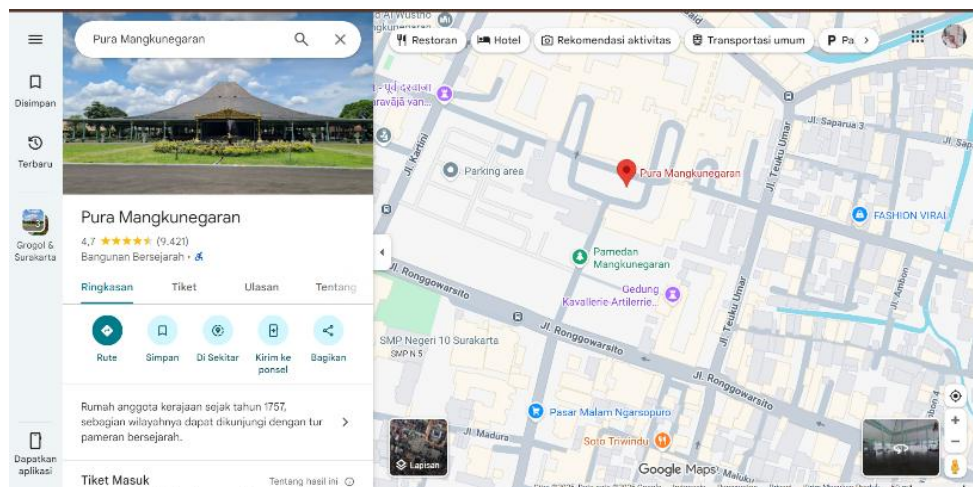 Pura Mangkunegaran
Disimpan
Terbaru
Grogol &
Surakarta
Dapatkan
aplikasi
Pura Mangkunegaran
4,7 (9.421)
Bangunan Bersejarah
Ringkasan Tiket Ulasan Tentang
Rute
Simpan
Di Sekitar
Kirim ke
ponsel
Bagikan
Rumah anggota kerajaan sejak tahun 1757,
sebagian wilayahnya dapat dikunjungi dengan tur
pameran bersejarah.
Tiket Masuk
Tentang hasil ini
Restoran
Hotel
Rekomendasi aktivitas
Transportasi umum
Jl. Kartini
Parking area
Pura Mangkunegaran
Jl. Saparua 3
Jl. Teuku Umar
FASHION VIRAL
Pamedan
Mangkunegaran
Gedung
Kavallerie-Artillerie...
Jl. Ronggowarsito
Jl. Ronggowarsito
Jl. Teuku Umar
Jl. Ambon
SMP Negeri 10 Surakarta
SMP N 5
Jl. Ronggowarsito
Pasar Malam Ngarsopuro
Jl. Madura
Soto Triwindu
Lapisan
Google Maps
Maluku